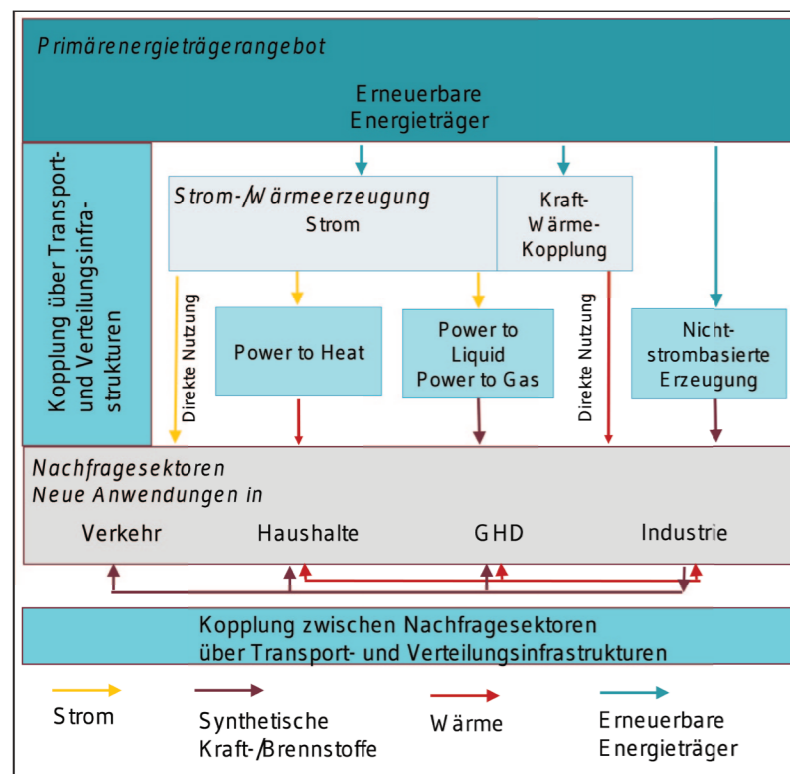 Primärenergieträgerangebot
Erneuerbare
Energieträger
Kopplung über Transport-
und Verteilungsinfra-
strukturen
Strom-/Wärmeerzeugung
Strom
Kraft-
Wärme-
Kopplung
Direkte Nutzung
Power to Heat
Power to
Liquid
Power to Gas
Direkte Nutzung
Nicht-
strombasierte
Erzeugung
Nachfragesektoren
Neue Anwendungen in
Verkehr
Haushalte
GHD
Industrie
Kopplung zwischen Nachfragesektoren
über Transport- und Verteilungsinfrastrukturen
Strom
Synthetische
Kraft-/Brennstoffe
Wärme
Erneuerbare
Energieträger